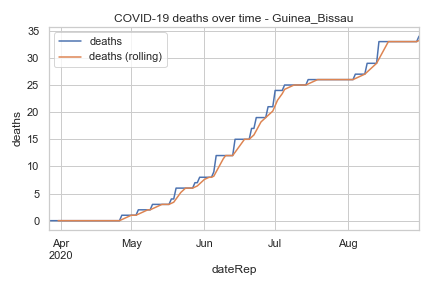 COVID-19 deaths over time - Guinea_Bissau
deaths
deaths (rolling)
35
30
25
20
15
10
5
0
deaths
Apr
2020
May
Jun
Jul
Aug
dateRep